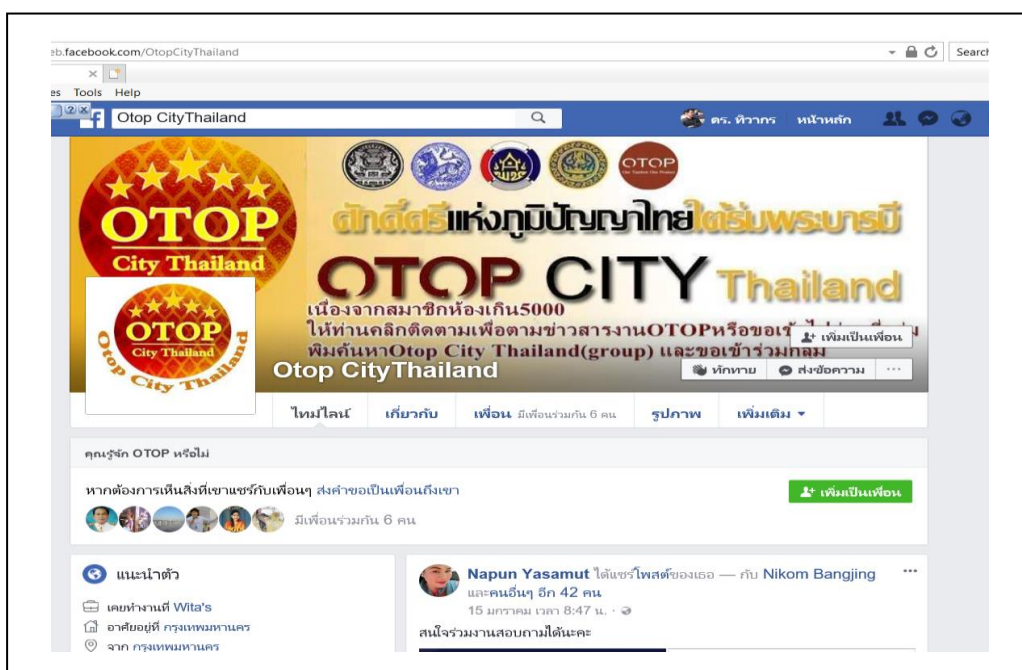 eb.facebook.com/OtopCityThailand
Search
es Tools Help
Otop CityThailand
ดร. ทิวากร หน้าหลัก
OTOP
City Thailand
OTOP
ศักดิ์ศรีแห่งภูมิปัญญาไทยใต้ร่มพระบารมี
OTOP CITY Thailand
เนื่องจากสมาชิกห้องเกิน5000
ให้ท่านคลิกติดตามเพื่อตามข่าวสารงานOTOPหรือขอเข้า
พิมค้นหาOtop City Thailand(group) และขอเข้าร่วมกลุ่ม
เพิ่มเป็นเพื่อน
OTOP
City Thailand
Otop City Thailand
Otop CityThailand
ทักทาย ส่งข้อความ ...
ไทม์ไลน์ เกี่ยวกับ เพื่อน มีเพื่อนร่วมกัน 6 คน รูปภาพ เพิ่มเติม
คุณรู้จัก OTOP หรือไม่
หากต้องการเห็นสิ่งที่เขาแชร์กับเพื่อนๆ ส่งคำขอเป็นเพื่อนถึงเขา
เพิ่มเป็นเพื่อน
มีเพื่อนร่วมกัน 6 คน
แนะนำตัว
เคยทำงานที่ Wita's
อาศัยอยู่ที่ กรุงเทพมหานคร
จาก กรุงเทพมหานคร
Napun Yasamut ได้แชร์โพสต์ของเธอ — กับ Nikom Bangjing ...
และคนอื่นๆ อีก 42 คน
15 มกราคม เวลา 8:47 น. ·
สนใจร่วมงานสอบถามได้นะคะ